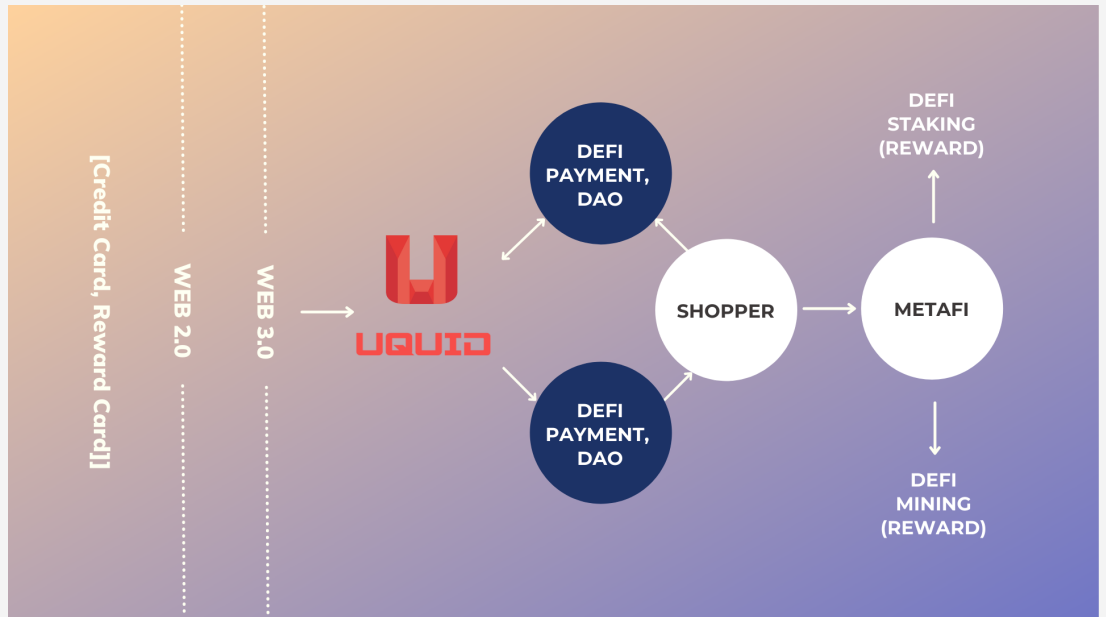 [Credit Card, Reward Card]]
WEB 2.0
WEB 3.0
UQUID
DEFI
PAYMENT,
DAO
DEFI
PAYMENT,
DAO
SHOPPER
METAFI
DEFI
STAKING
(REWARD)
DEFI
MINING
(REWARD)